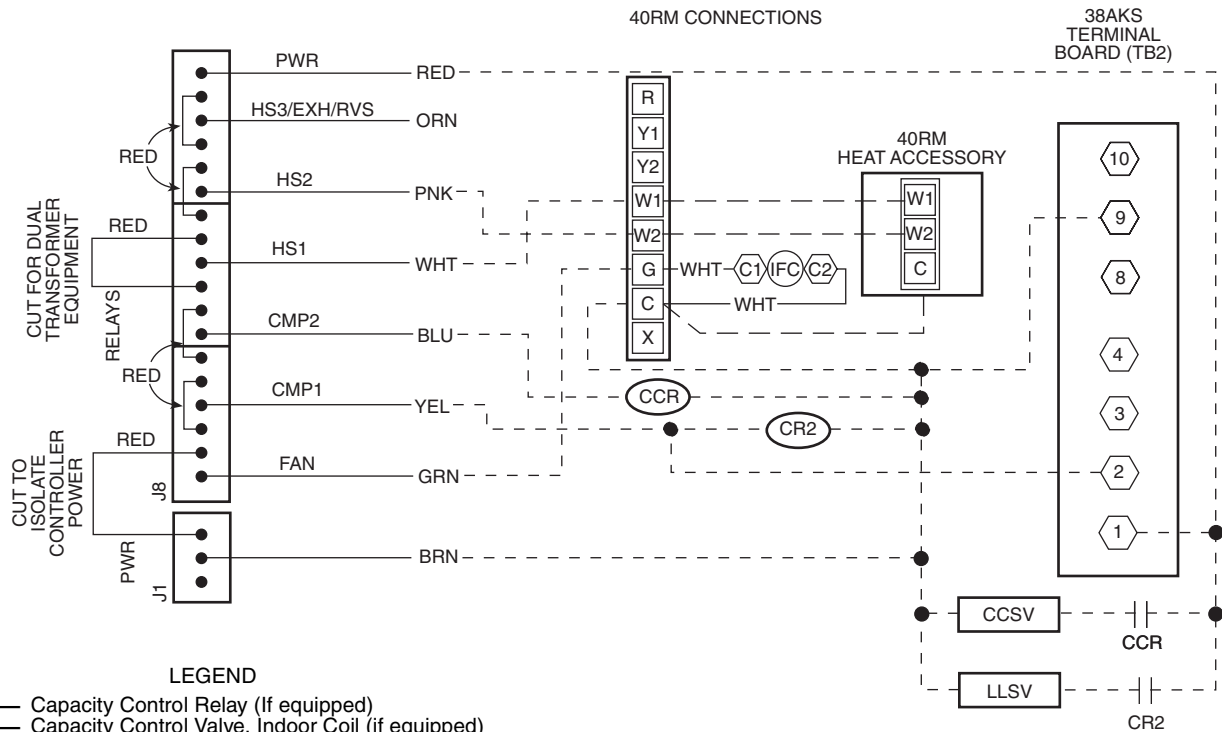 40RM CONNECTIONS
38AKS
TERMINAL
BOARD (TB2)
PWR
RED
HS3/EXH/RVS
ORN
RED
HS2
PNK
RED
HS1
WHT
CUT FOR DUAL
TRANSFORMER
EQUIPMENT
RELAYS
CMP2
BLU
RED
CMP1
YEL
RED
FAN
GRN
J8
CUT TO
ISOLATE
CONTROLLER
POWER
PWR
J1
BRN
R
Y1
Y2
W1
W2
G
C
X
WHT
C1
IFC
C2
WHT
40RM
HEAT ACCESSORY
W1
W2
C
CCR
CR2
10
9
8
4
3
2
1
CCSV
CCR
LLSV
CR2
LEGEND
— Capacity Control Relay (If equipped)
— Capacity Control Valve, Indoor Coil (if equipped)